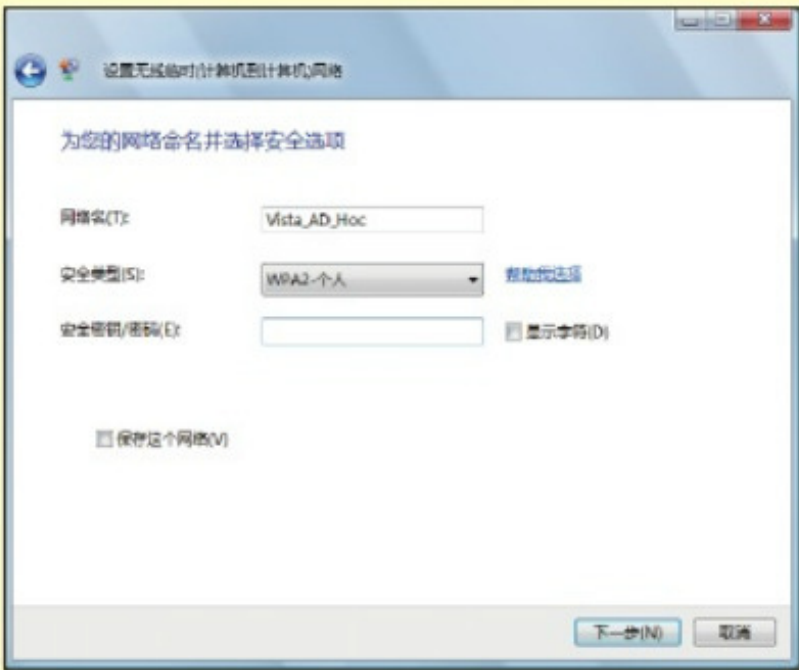 设置无线临时(计算机到计算机)网络
为您的网络命名并选择安全选项
网络名(T):
Vista_AD_Hoc
安全类型(S):
WPA2-个人
帮助我选择
安全密钥/密码(E):
显示字符(D)
保存这个网络(V)
下一步(N)
取消